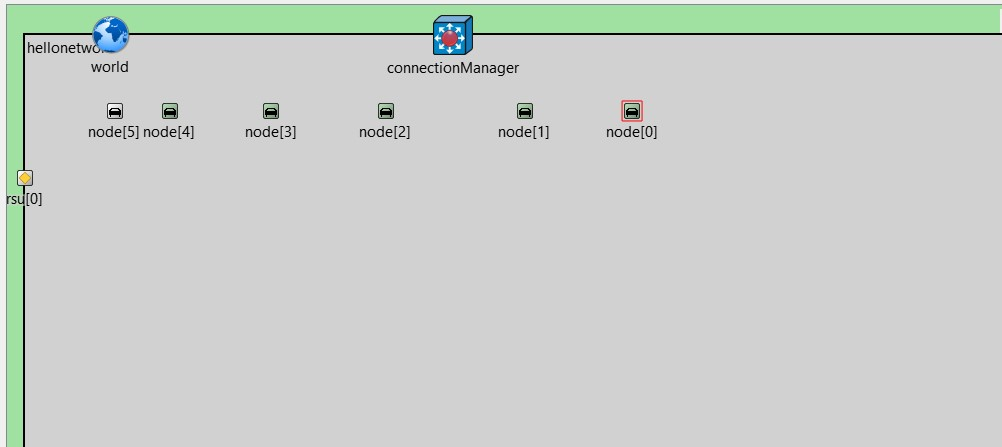 hellonetwo
world
connectionManager
node[5]
node[4]
node[3]
node[2]
node[1]
node[0]
rsu[0]